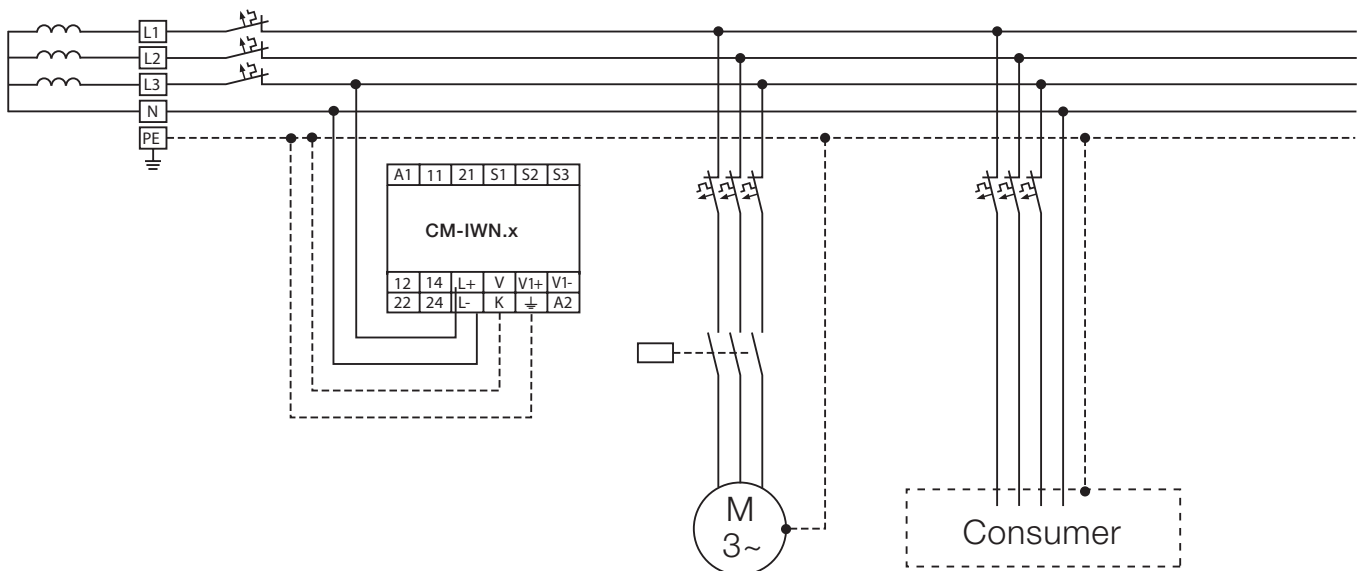 L1
L2
L3
N
PE
A1 11 21 S1 S2 S3
CM-IWN.x
12 14 L+ V V1+ V1-
22 24 L- K ⏚ A2
M
3~
Consumer